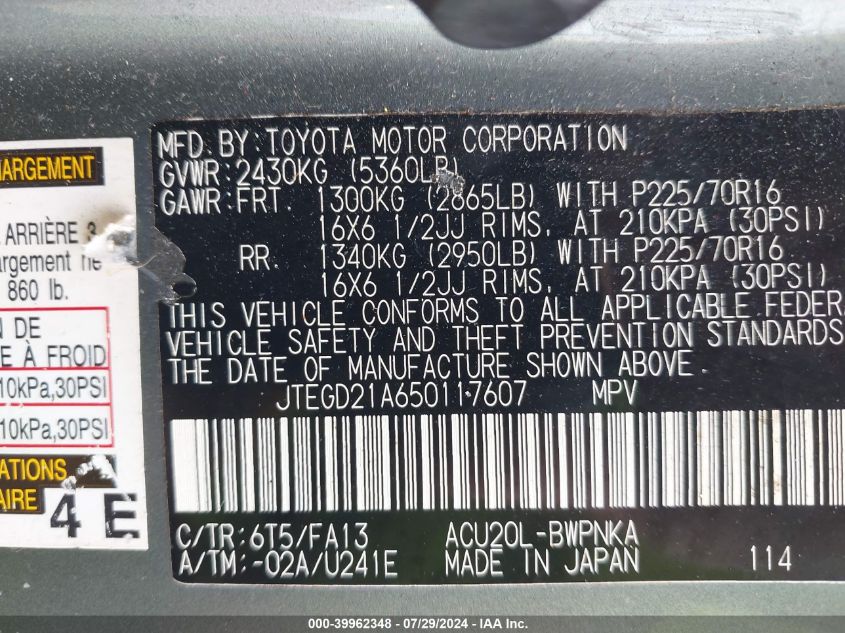 MFD. BY: TOYOTA MOTOR CORPORATION
GVWR: 2430KG (5360LB)
GAWR: FRT. 1300KG (2865LB) WITH P225/70R16
16X6 1/2JJ RIMS, AT 210KPA (30PSI)
RR. 1340KG (2950LB) WITH P225/70R16
16X6 1/2JJ RIMS, AT 210KPA (30PSI)
THIS VEHICLE CONFORMS TO ALL APPLICABLE FEDER
VEHICLE SAFETY AND THEFT PREVENTION STANDARDS
THE DATE OF MANUFACTURE SHOWN ABOVE.
JTEGD21A650117607 MPV
C/TR: 6T5/FA13 ACU20L-BWPNKA
A/TM: -02A/U241E MADE IN JAPAN 114
HARGEMENT
ARRIÈRE 3
argement ne
860 lb.
N DE
E À FROID
10kPa,30PSI
10kPa,30PSI
ATIONS
AIRE
4 E
000-39962348 - 07/29/2024 - IAA Inc.